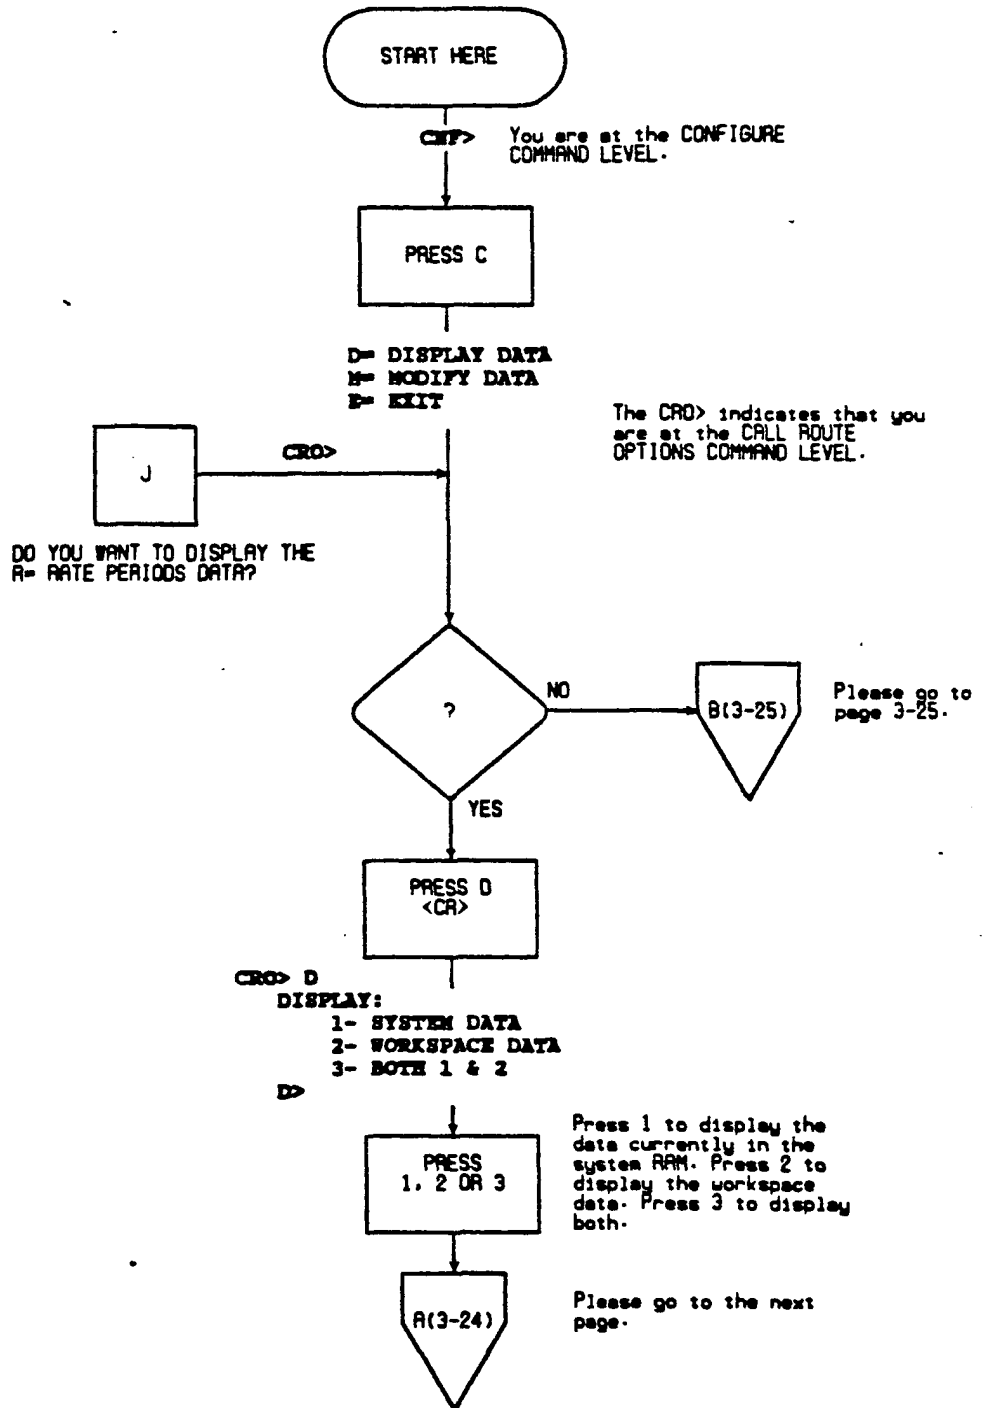 START HERE
CNF>
You are at the CONFIGURE
COMMAND LEVEL.
PRESS C
D= DISPLAY DATA
M= MODIFY DATA
E= EXIT
The CRO> indicates that you
are at the CALL ROUTE
OPTIONS COMMAND LEVEL.
J
CRO>
DO YOU WANT TO DISPLAY THE
R= RATE PERIODS DATA?
?
NO
B(3-25)
Please go to
page 3-25.
YES
PRESS D
<CR>
CRO> D
DISPLAY:
1- SYSTEM DATA
2- WORKSPACE DATA
3- BOTH 1 & 2
D>
PRESS
1, 2 OR 3
Press 1 to display the
data currently in the
system RAM. Press 2 to
display the workspace
data. Press 3 to display
both.
A(3-24)
Please go to the next
page.